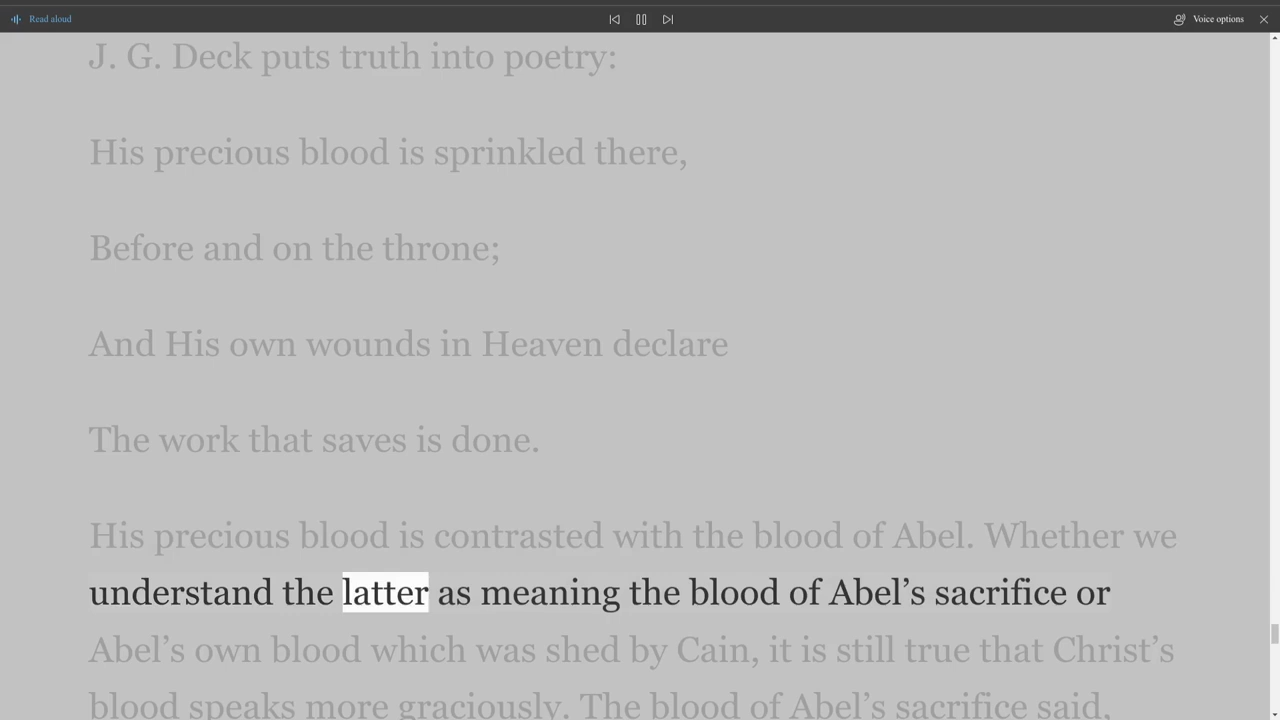 Read aloud
Voice options
J. G. Deck puts truth into poetry:
His precious blood is sprinkled there,
Before and on the throne;
And His own wounds in Heaven declare
The work that saves is done.
His precious blood is contrasted with the blood of Abel. Whether we
understand the latter as meaning the blood of Abel’s sacrifice or
Abel’s own blood which was shed by Cain, it is still true that Christ’s
blood speaks more graciously. The blood of Abel’s sacrifice said,